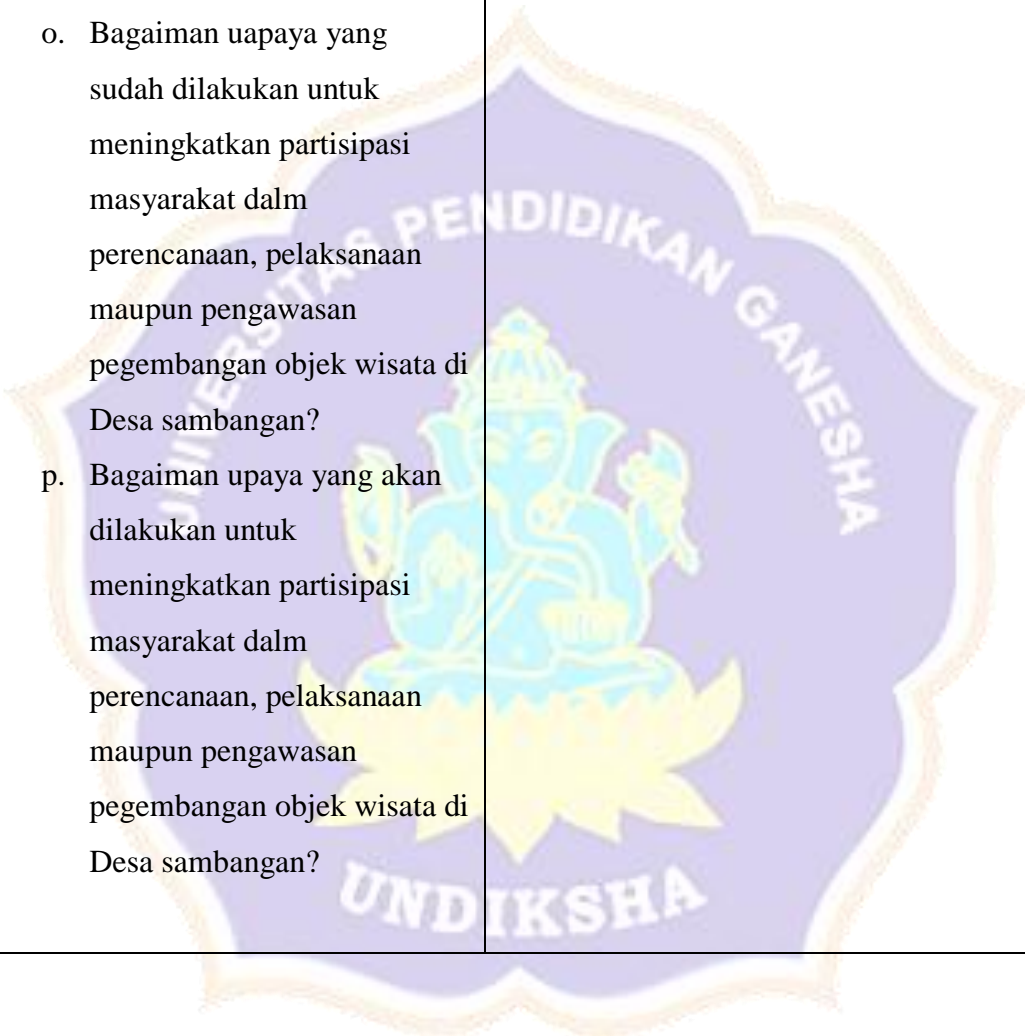 o. Bagaiman uapaya yang
sudah dilakukan untuk
meningkatkan partisipasi
masyarakat dalm
perencanaan, pelaksanaan
maupun pengawasan
pegembangan objek wisata di
Desa sambangan?
p. Bagaiman upaya yang akan
dilakukan untuk
meningkatkan partisipasi
masyarakat dalm
perencanaan, pelaksanaan
maupun pengawasan
pegembangan objek wisata di
Desa sambangan?
UNIVERSITAS PENDIDIKAN GANESHA
UNDIKSHA